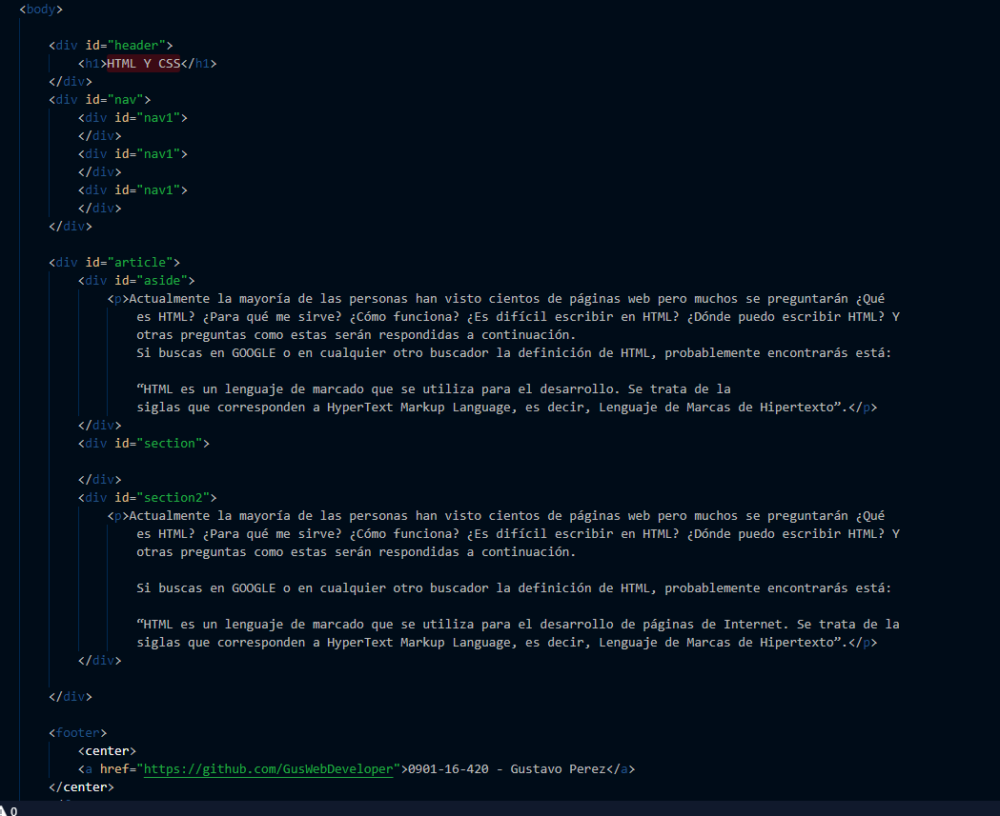 <body>
<div id="header">
<h1>HTML Y CSS</h1>
</div>
<div id="nav">
<div id="nav1">
</div>
<div id="nav1">
</div>
<div id="nav1">
</div>
</div>
<div id="article">
<div id="aside">
<p>Actualmente la mayoría de las personas han visto cientos de páginas web pero muchos se preguntarán ¿Qué
es HTML? ¿Para qué me sirve? ¿Cómo funciona? ¿Es difícil escribir en HTML? ¿Dónde puedo escribir HTML? Y
otras preguntas como estas serán respondidas a continuación.
Si buscas en GOOGLE o en cualquier otro buscador la definición de HTML, probablemente encontrarás está:
“HTML es un lenguaje de marcado que se utiliza para el desarrollo. Se trata de la
siglas que corresponden a HyperText Markup Language, es decir, Lenguaje de Marcas de Hipertexto”.</p>
</div>
<div id="section">
</div>
<div id="section2">
<p>Actualmente la mayoría de las personas han visto cientos de páginas web pero muchos se preguntarán ¿Qué
es HTML? ¿Para qué me sirve? ¿Cómo funciona? ¿Es difícil escribir en HTML? ¿Dónde puedo escribir HTML? Y
otras preguntas como estas serán respondidas a continuación.
Si buscas en GOOGLE o en cualquier otro buscador la definición de HTML, probablemente encontrarás está:
“HTML es un lenguaje de marcado que se utiliza para el desarrollo de páginas de Internet. Se trata de la
siglas que corresponden a HyperText Markup Language, es decir, Lenguaje de Marcas de Hipertexto”.</p>
</div>
</div>
<footer>
<center>
<a href="https://github.com/GusWebDeveloper">0901-16-420 - Gustavo Perez</a>
</center>
0